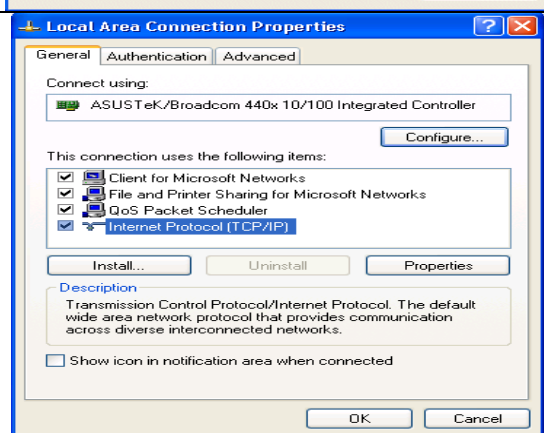 Local Area Connection Properties
General Authentication Advanced
Connect using:
ASUSTeK/Broadcom 440x 10/100 Integrated Controller
Configure...
This connection uses the following items:
Client for Microsoft Networks
File and Printer Sharing for Microsoft Networks
QoS Packet Scheduler
Internet Protocol (TCP/IP)
Install... Uninstall Properties
Description
Transmission Control Protocol/Internet Protocol. The default
wide area network protocol that provides communication
across diverse interconnected networks.
Show icon in notification area when connected
OK Cancel